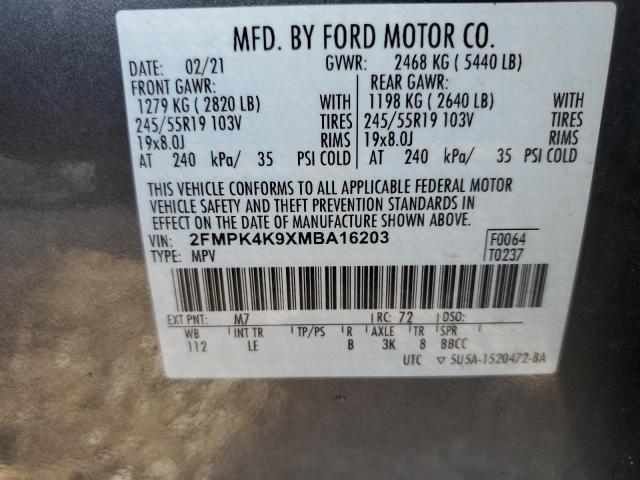 MFD. BY FORD MOTOR CO.
DATE: 02/21 GVWR: 2468 KG ( 5440 LB)
FRONT GAWR: REAR GAWR:
1279 KG ( 2820 LB) WITH 1198 KG ( 2640 LB) WITH
245/55R19 103V TIRES 245/55R19 103V TIRES
19x8.0J RIMS 19x8.0J RIMS
AT 240 kPa/ 35 PSI COLD AT 240 kPa/ 35 PSI COLD
THIS VEHICLE CONFORMS TO ALL APPLICABLE FEDERAL MOTOR
VEHICLE SAFETY AND THEFT PREVENTION STANDARDS IN
EFFECT ON THE DATE OF MANUFACTURE SHOWN ABOVE.
VIN: 2FMPK4K9XMBA16203 F0064
TYPE: MPV T0237
EXT PNT: M7 RC: 72 DSO:
WB INT TR TP/PS R AXLE TR SPR
112 LE B 3K 8 BBCC
UTC ▽ 5U5A-1520472-BA